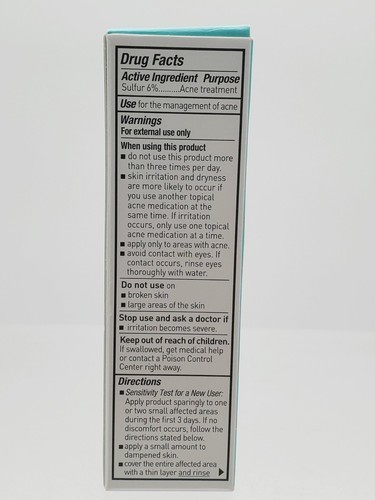 Drug Facts
Active Ingredient Purpose
Sulfur 6%..........Acne treatment
Use for the management of acne
Warnings
For external use only
When using this product
■ do not use this product more
than three times per day.
■ skin irritation and dryness
are more likely to occur if
you use another topical
acne medication at the
same time. If irritation
occurs, only use one topical
acne medication at a time.
■ apply only to areas with acne.
■ avoid contact with eyes. If
contact occurs, rinse eyes
thoroughly with water.
Do not use on
■ broken skin
■ large areas of the skin
Stop use and ask a doctor if
■ irritation becomes severe.
Keep out of reach of children.
If swallowed, get medical help
or contact a Poison Control
Center right away.
Directions
■ Sensitivity Test for a New User:
Apply product sparingly to one
or two small affected areas
during the first 3 days. If no
discomfort occurs, follow the
directions stated below.
■ apply a small amount to
dampened skin.
■ cover the entire affected area
with a thin layer and rinse